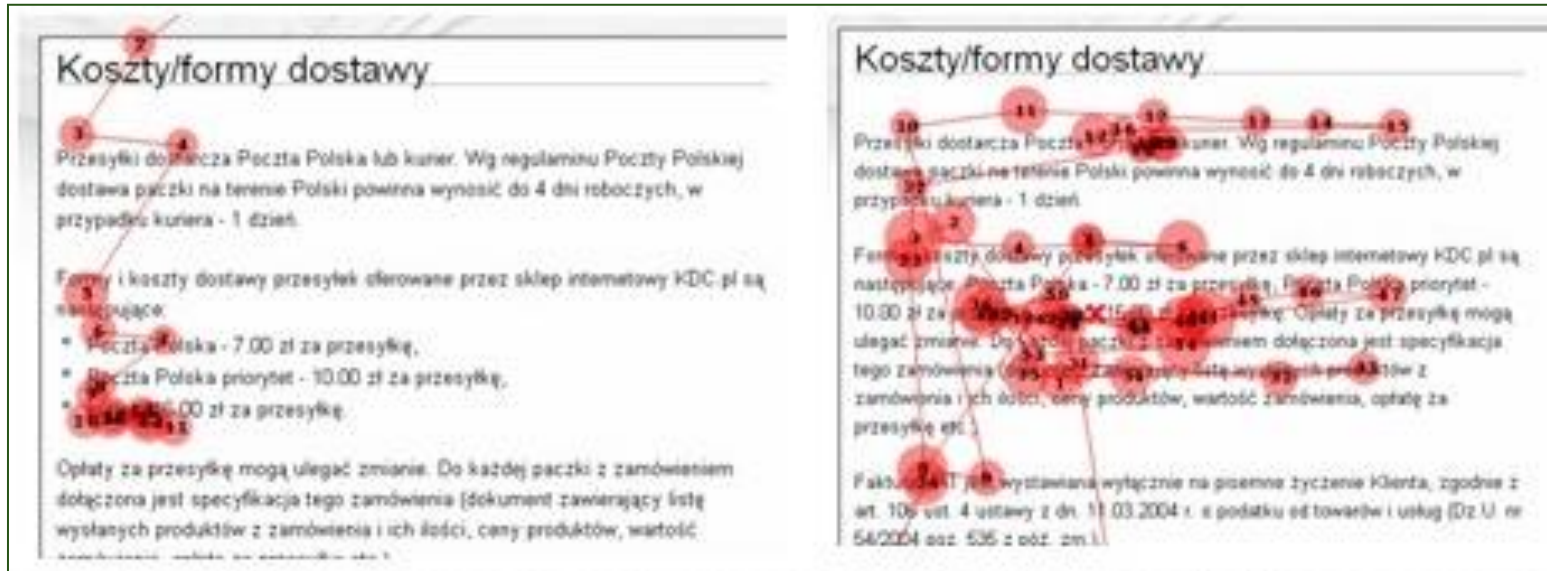 Koszty/formy dostawy
Przesyłki dostarcza Poczta Polska lub kurier. Wg regulaminu Poczty Polskiej
dostawa paczki na terenie Polski powinna wynosić do 4 dni roboczych, w
przypadku kuriera - 1 dzień.
Formy i koszty dostawy przesyłek oferowane przez sklep internetowy KDC.pl są
następujące:
Poczta Polska - 7.00 zł za przesyłkę,
Poczta Polska priorytet - 10.00 zł za przesyłkę,
00 zł za przesyłkę.
Opłaty za przesyłkę mogą ulegać zmianie. Do każdej paczki z zamówieniem
dołączona jest specyfikacja tego zamówienia (dokument zawierający listę
wysłanych produktów z zamówienia i ich ilości, ceny produktów, wartość
Koszty/formy dostawy
Przesyłki dostarcza Poczta kurier. Wg regulaminu Poczty Polskiej
dostawa paczki na terenie Polski powinna wynosić do 4 dni roboczych, w
przypadku kuriera - 1 dzień.
koszty dostawy przesyłek oferowane przez sklep internetowy KDC.pl są
następujące: Poczta Polska - 7.00 zł za przesyłkę, Poczta Polska priorytet -
10.00 zł za Opłaty za przesyłkę mogą
ulegać zmianie. Do każdej paczki z zamówieniem dołączona jest specyfikacja
tego zamówienia zawierający listę wysłanych produktów z
zamówienia i ich ilości, ceny produktów, wartość zamówienia, opłatę za
przesyłkę etc.).
wystawiana wyłącznie na pisemne życzenie Klienta, zgodnie z
art. 106 ust. 4 ustawy z dn. 11.03.2004 r. o podatku od towarów i usług (Dz.U. nr
54/2004 poz. 535 z póź. zm.).